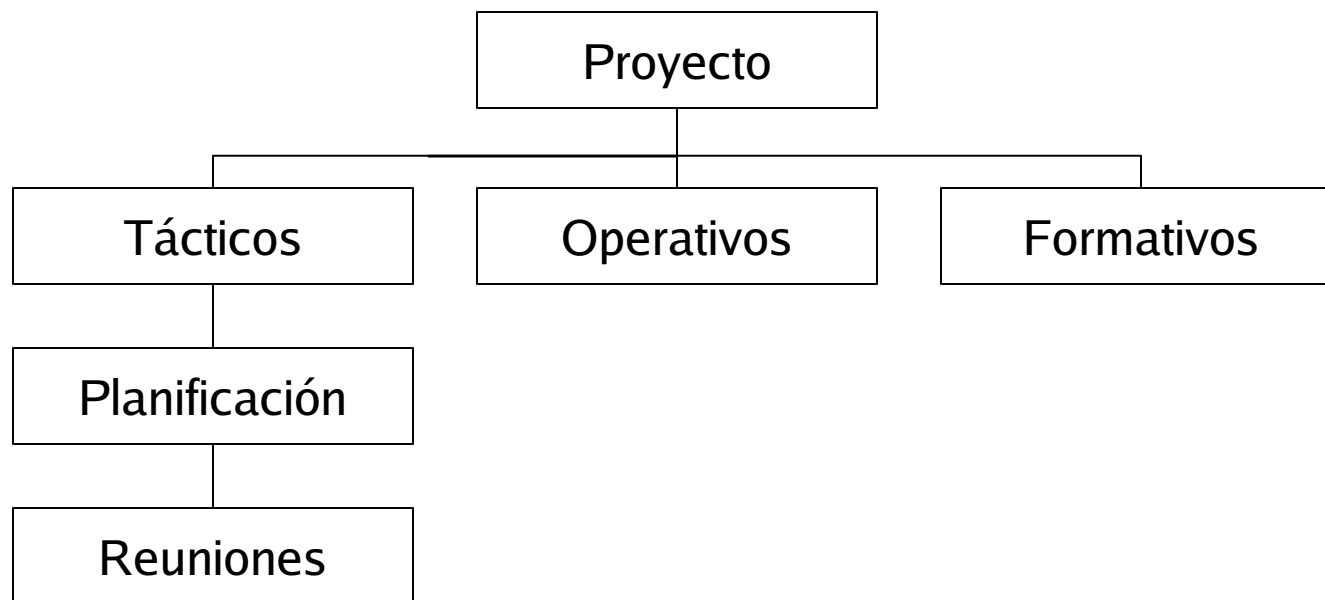 Proyecto
Tácticos
Operativos
Formativos
Planificación
Reuniones